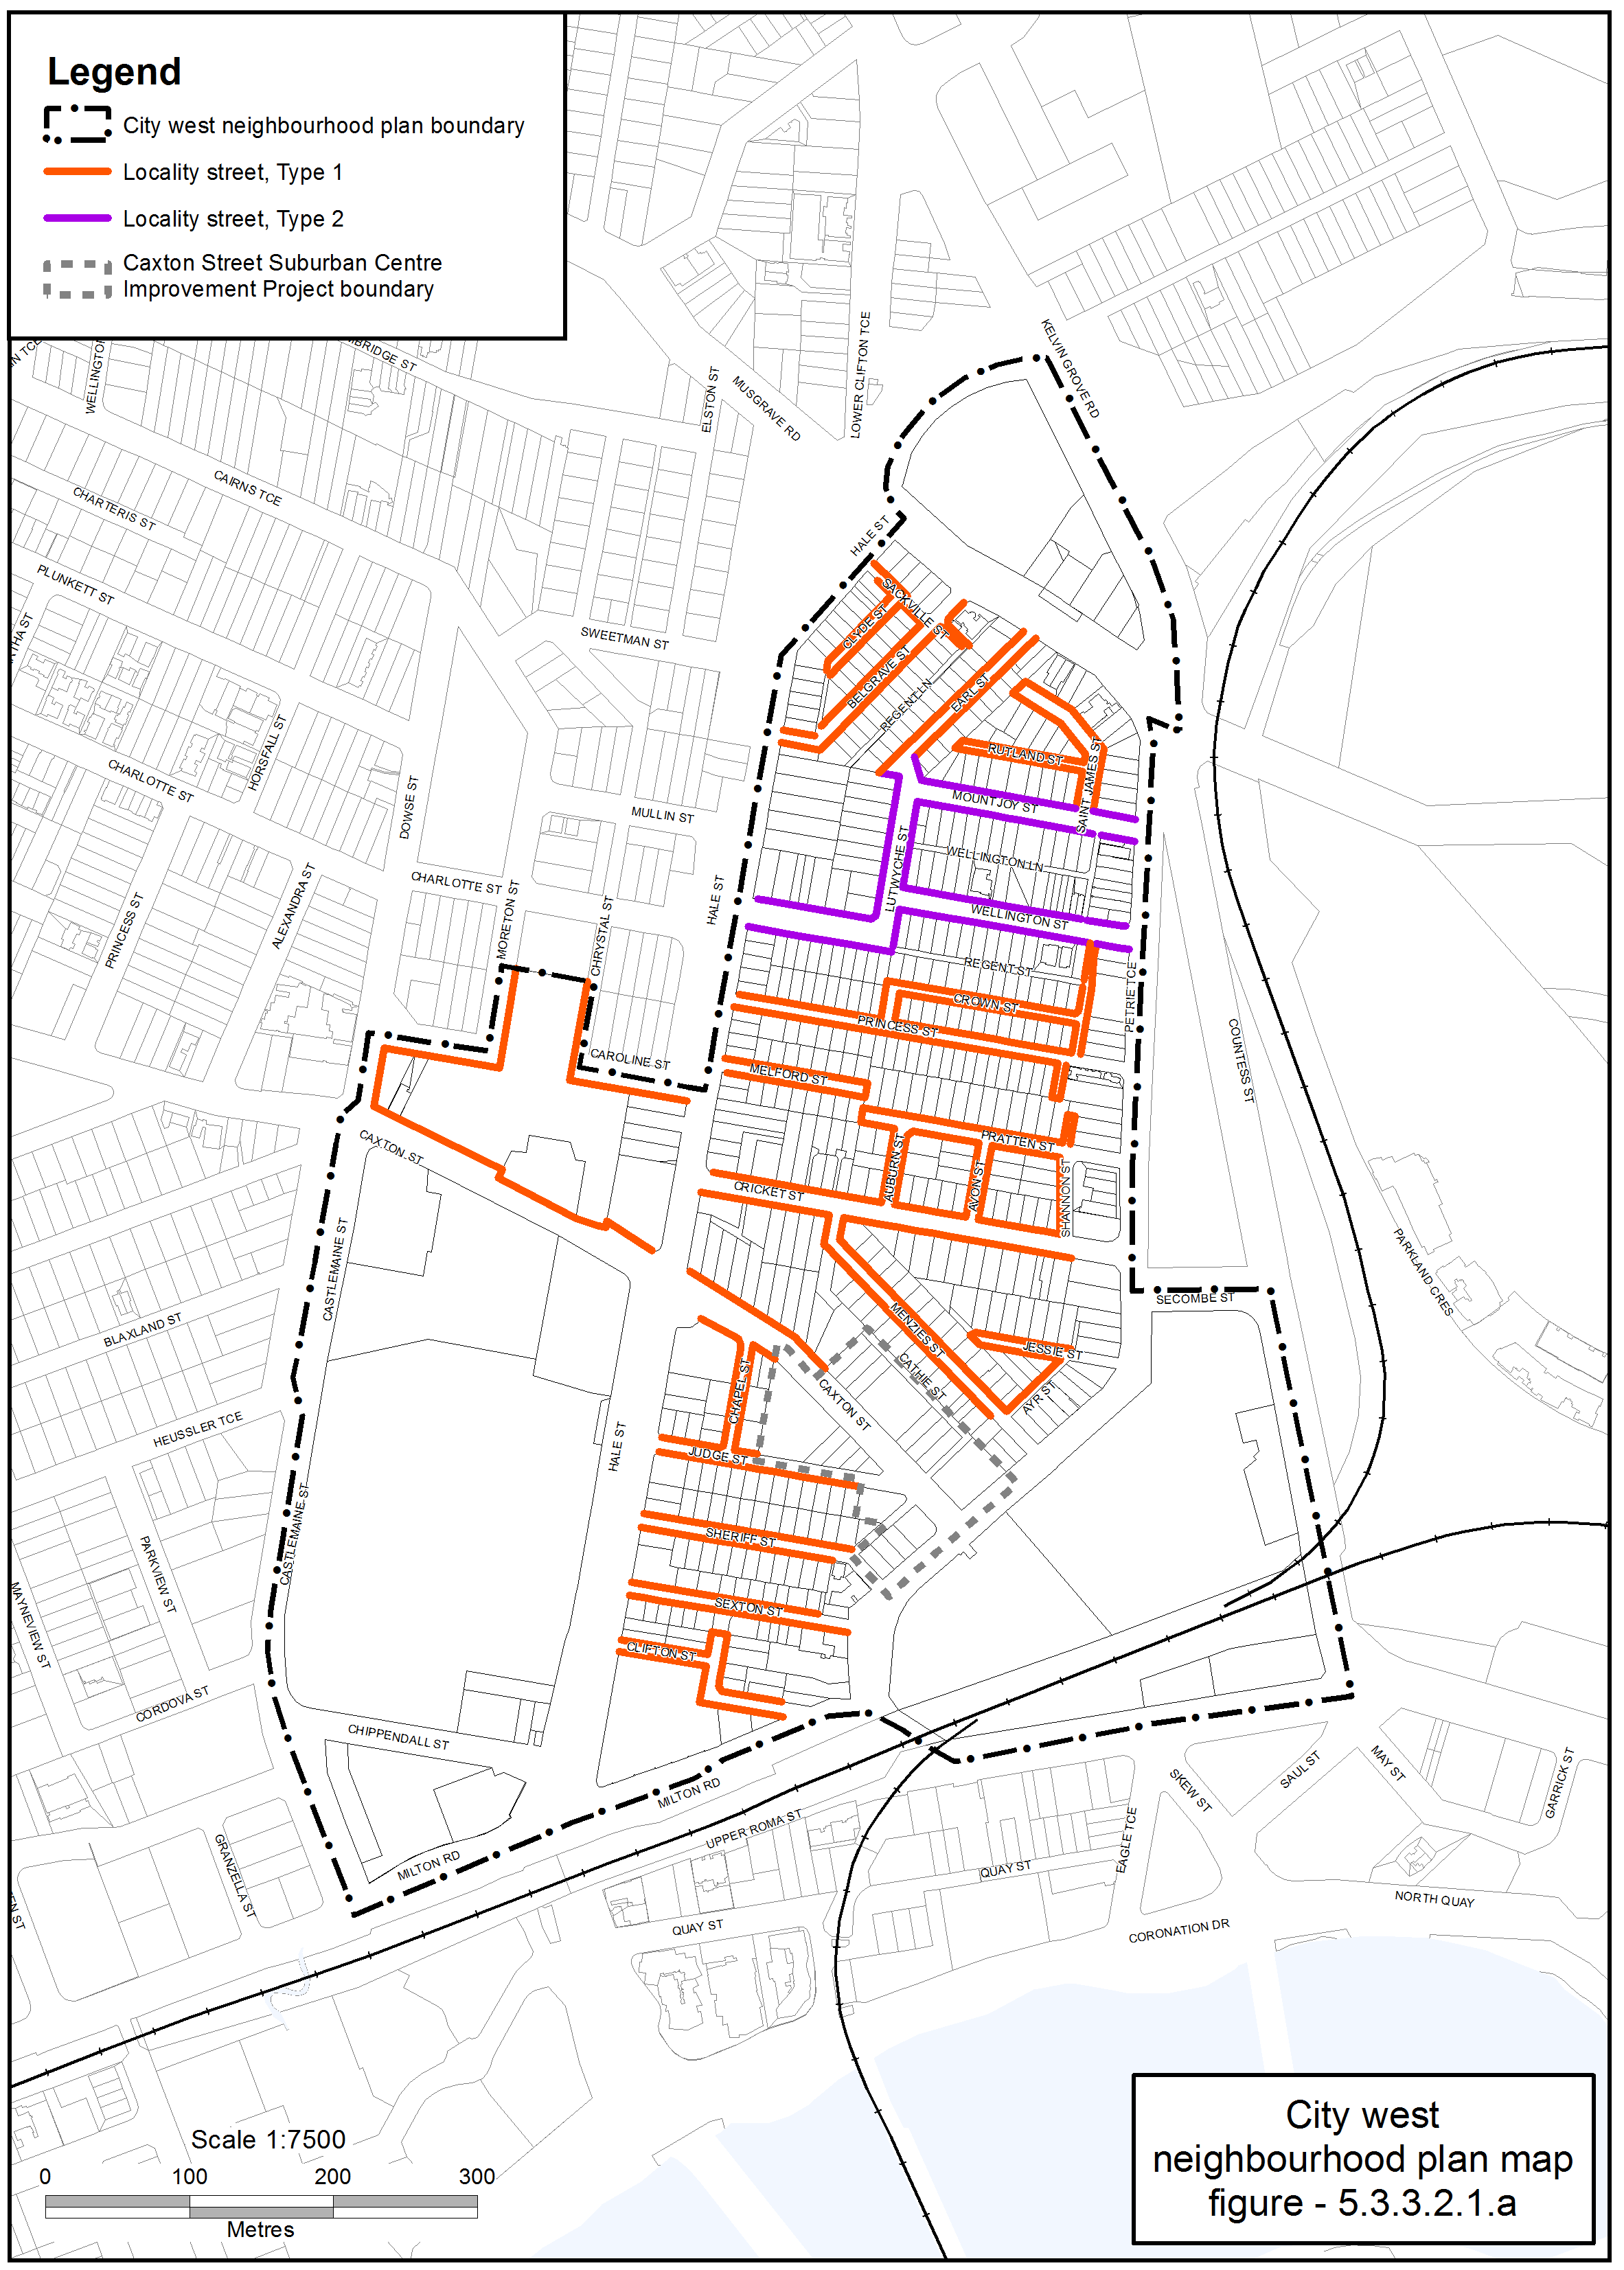 Legend
City west neighbourhood plan boundary
Locality street, Type 1
Locality street, Type 2
Caxton Street Suburban Centre
Improvement Project boundary
KELVIN GROVE RD
LOWER CLIFTON TCE
MUSGRAVE RD
ELSTON ST
CAIRNS TCE
CHARTERIS ST
PLUNKETT ST
HALE ST
SACKVILLE ST
CLYDE ST
SWEETMAN ST
BELGRAVE ST
REGENT LN
EARL ST
RUTLAND ST
SAINT JAMES ST
HORSFALL ST
CHARLOTTE ST
DOWSE ST
MULLIN ST
MOUNTJOY ST
LUTWYCHE ST
WELLINGTON LN
CHARLOTTE ST
MORETON ST
CHRYSTAL ST
HALE ST
WELLINGTON ST
PRINCESS ST
ALEXANDRA ST
REGENT ST
CROWN ST
PRINCESS ST
PETRIE TCE
COUNTESS ST
CAROLINE ST
MELFORD ST
CAXTON ST
PRATTEN ST
AUBURN ST
AVON ST
SHANNON ST
CRICKET ST
CASTLEMAINE ST
PARKLAND CRES
SECOMBE ST
BLAXLAND ST
MENZIES ST
JESSIE ST
CATHIE ST
AYR ST
CHAPEL ST
CAXTON ST
HEUSSLER TCE
HALE ST
JUDGE ST
CASTLEMAINE ST
PARKVIEW ST
SHERIFF ST
MAYNEVIEW ST
SEXTON ST
CLIFTON ST
CORDOVA ST
CHIPPENDALL ST
MILTON RD
SKEW ST
SAUL ST
MAY ST
GARRICK ST
UPPER ROMA ST
EAGLE TCE
MILTON RD
GRANZELLA ST
QUAY ST
NORTH QUAY
QUAY ST
CORONATION DR
Scale 1:7500
0 100 200 300
Metres
City west
neighbourhood plan map
figure - 5.3.3.2.1.a